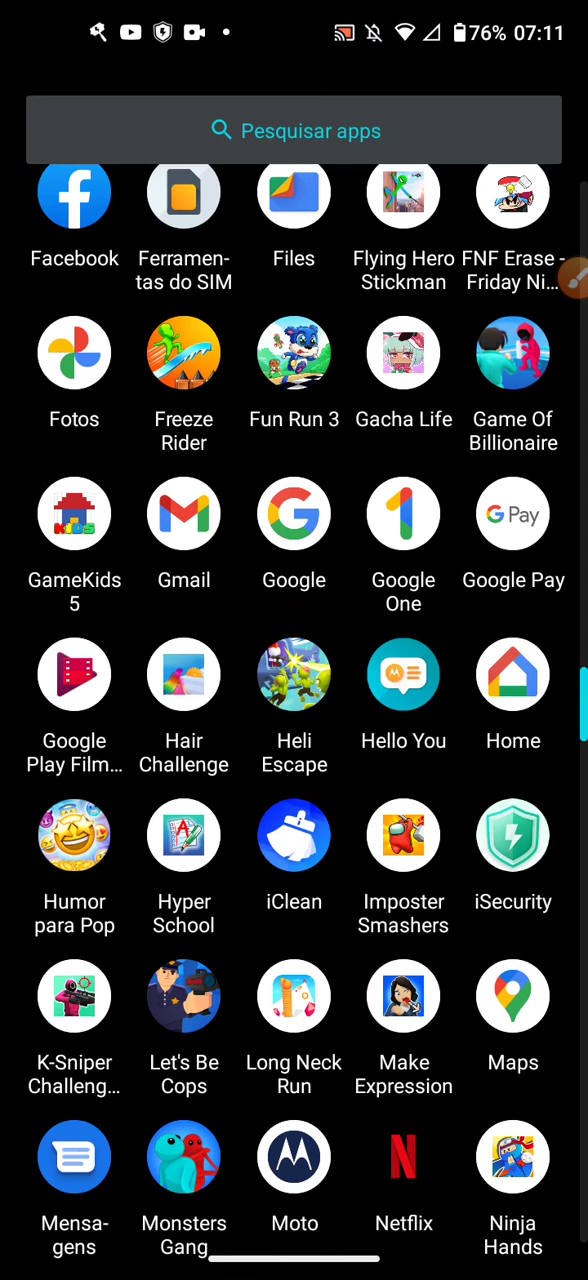 76% 07:11
Pesquisar apps
Facebook
Ferramen-
tas do SIM
Files
Flying Hero
Stickman
FNF Erase -
Friday Ni...
Fotos
Freeze
Rider
Fun Run 3
Gacha Life
Game Of
Billionaire
KIDS
GameKids
5
Gmail
Google
Google
One
G Pay
Google Pay
Google
Play Film...
Hair
Challenge
Heli
Escape
Hello You
Home
Humor
para Pop
Hyper
School
iClean
Imposter
Smashers
iSecurity
K-Sniper
Challeng...
Let's Be
Cops
Long Neck
Run
Make
Expression
Maps
Mensa-
gens
Monsters
Gang
Moto
Netflix
Ninja
Hands